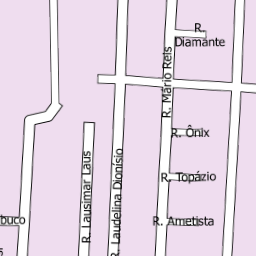 R.
Diamante
R. Mário Reis
R. Ônix
R. Topázio
R. Ametista
R. Lausimar Laus
R. Laudelina Dionísio
buco